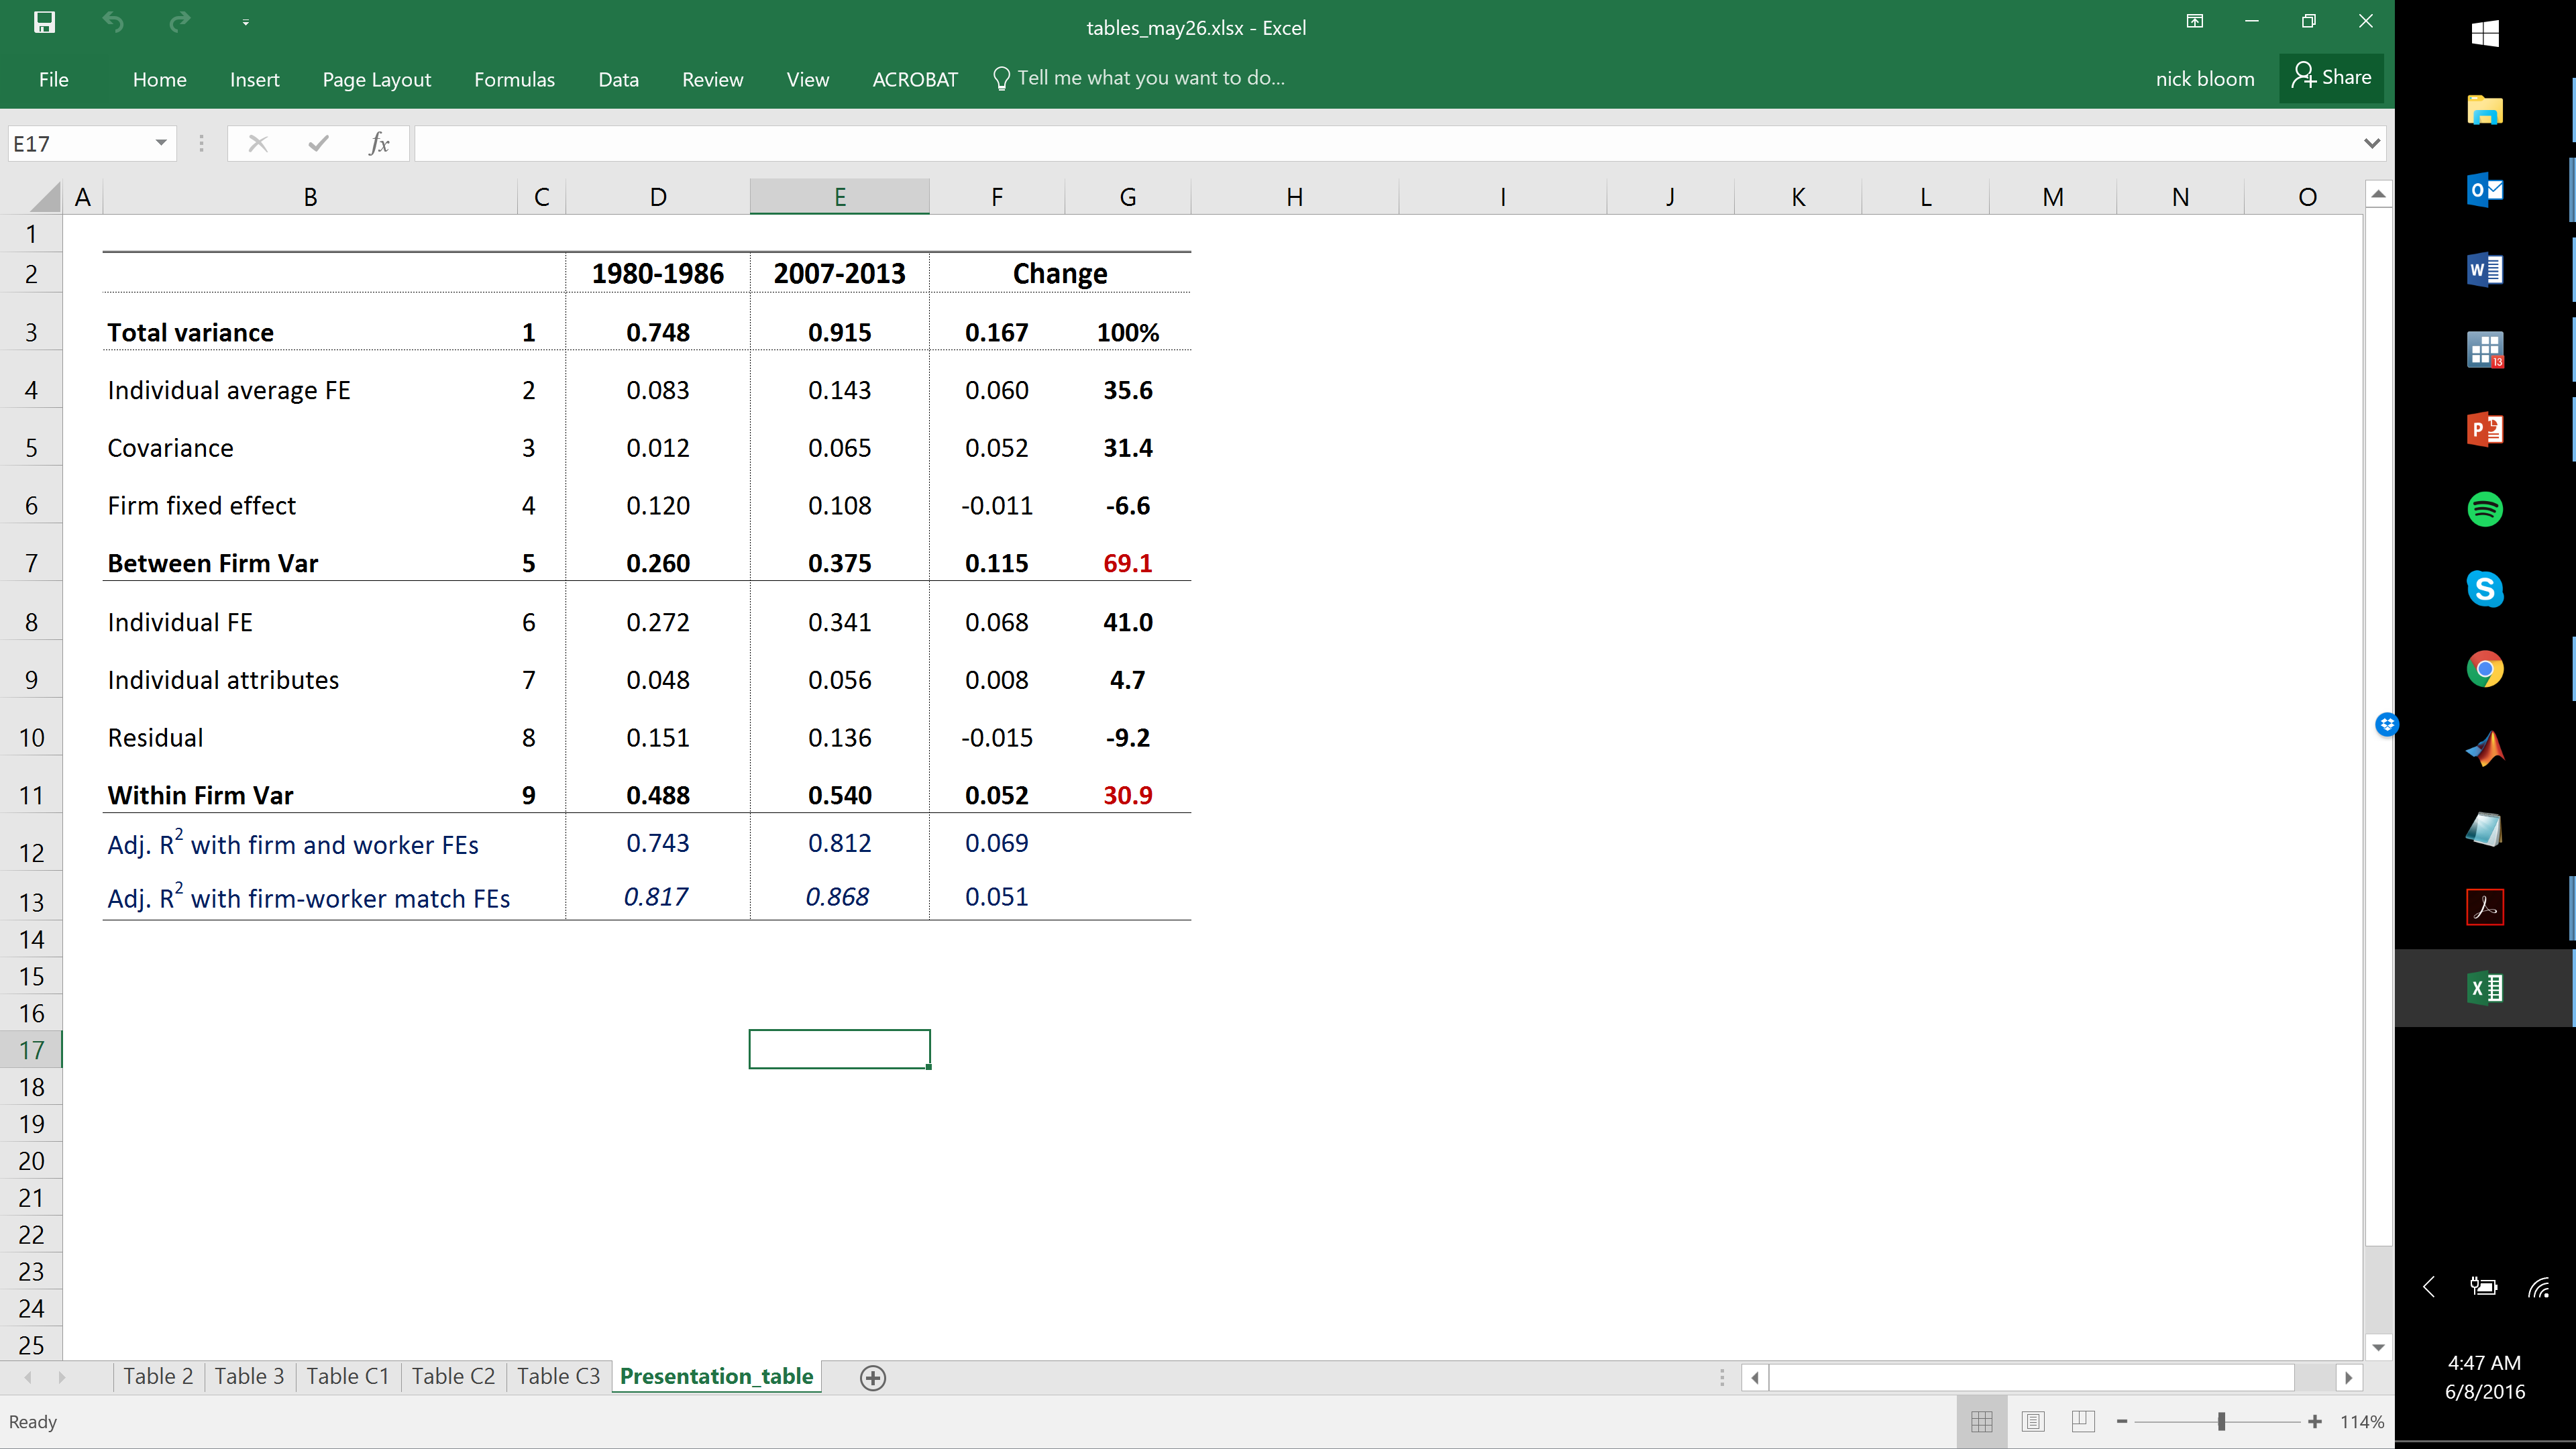 tables_may26.xlsx - Excel
File Home Insert Page Layout Formulas Data Review View ACROBAT Tell me what you want to do... nick bloom Share
E17 fx
A B C D E F G H I J K L M N O
1
2 1980-1986 2007-2013 Change
3 Total variance 1 0.748 0.915 0.167 100%
4 Individual average FE 2 0.083 0.143 0.060 35.6
5 Covariance 3 0.012 0.065 0.052 31.4
6 Firm fixed effect 4 0.120 0.108 -0.011 -6.6
7 Between Firm Var 5 0.260 0.375 0.115 69.1
8 Individual FE 6 0.272 0.341 0.068 41.0
9 Individual attributes 7 0.048 0.056 0.008 4.7
10 Residual 8 0.151 0.136 -0.015 -9.2
11 Within Firm Var 9 0.488 0.540 0.052 30.9
12 Adj. R² with firm and worker FEs 0.743 0.812 0.069
13 Adj. R² with firm-worker match FEs 0.817 0.868 0.051
14
15
16
17
18
19
20
21
22
23
24
25
Table 2 Table 3 Table C1 Table C2 Table C3 Presentation_table
Ready 114%
O
W
13
P
S
X
4:47 AM
6/8/2016